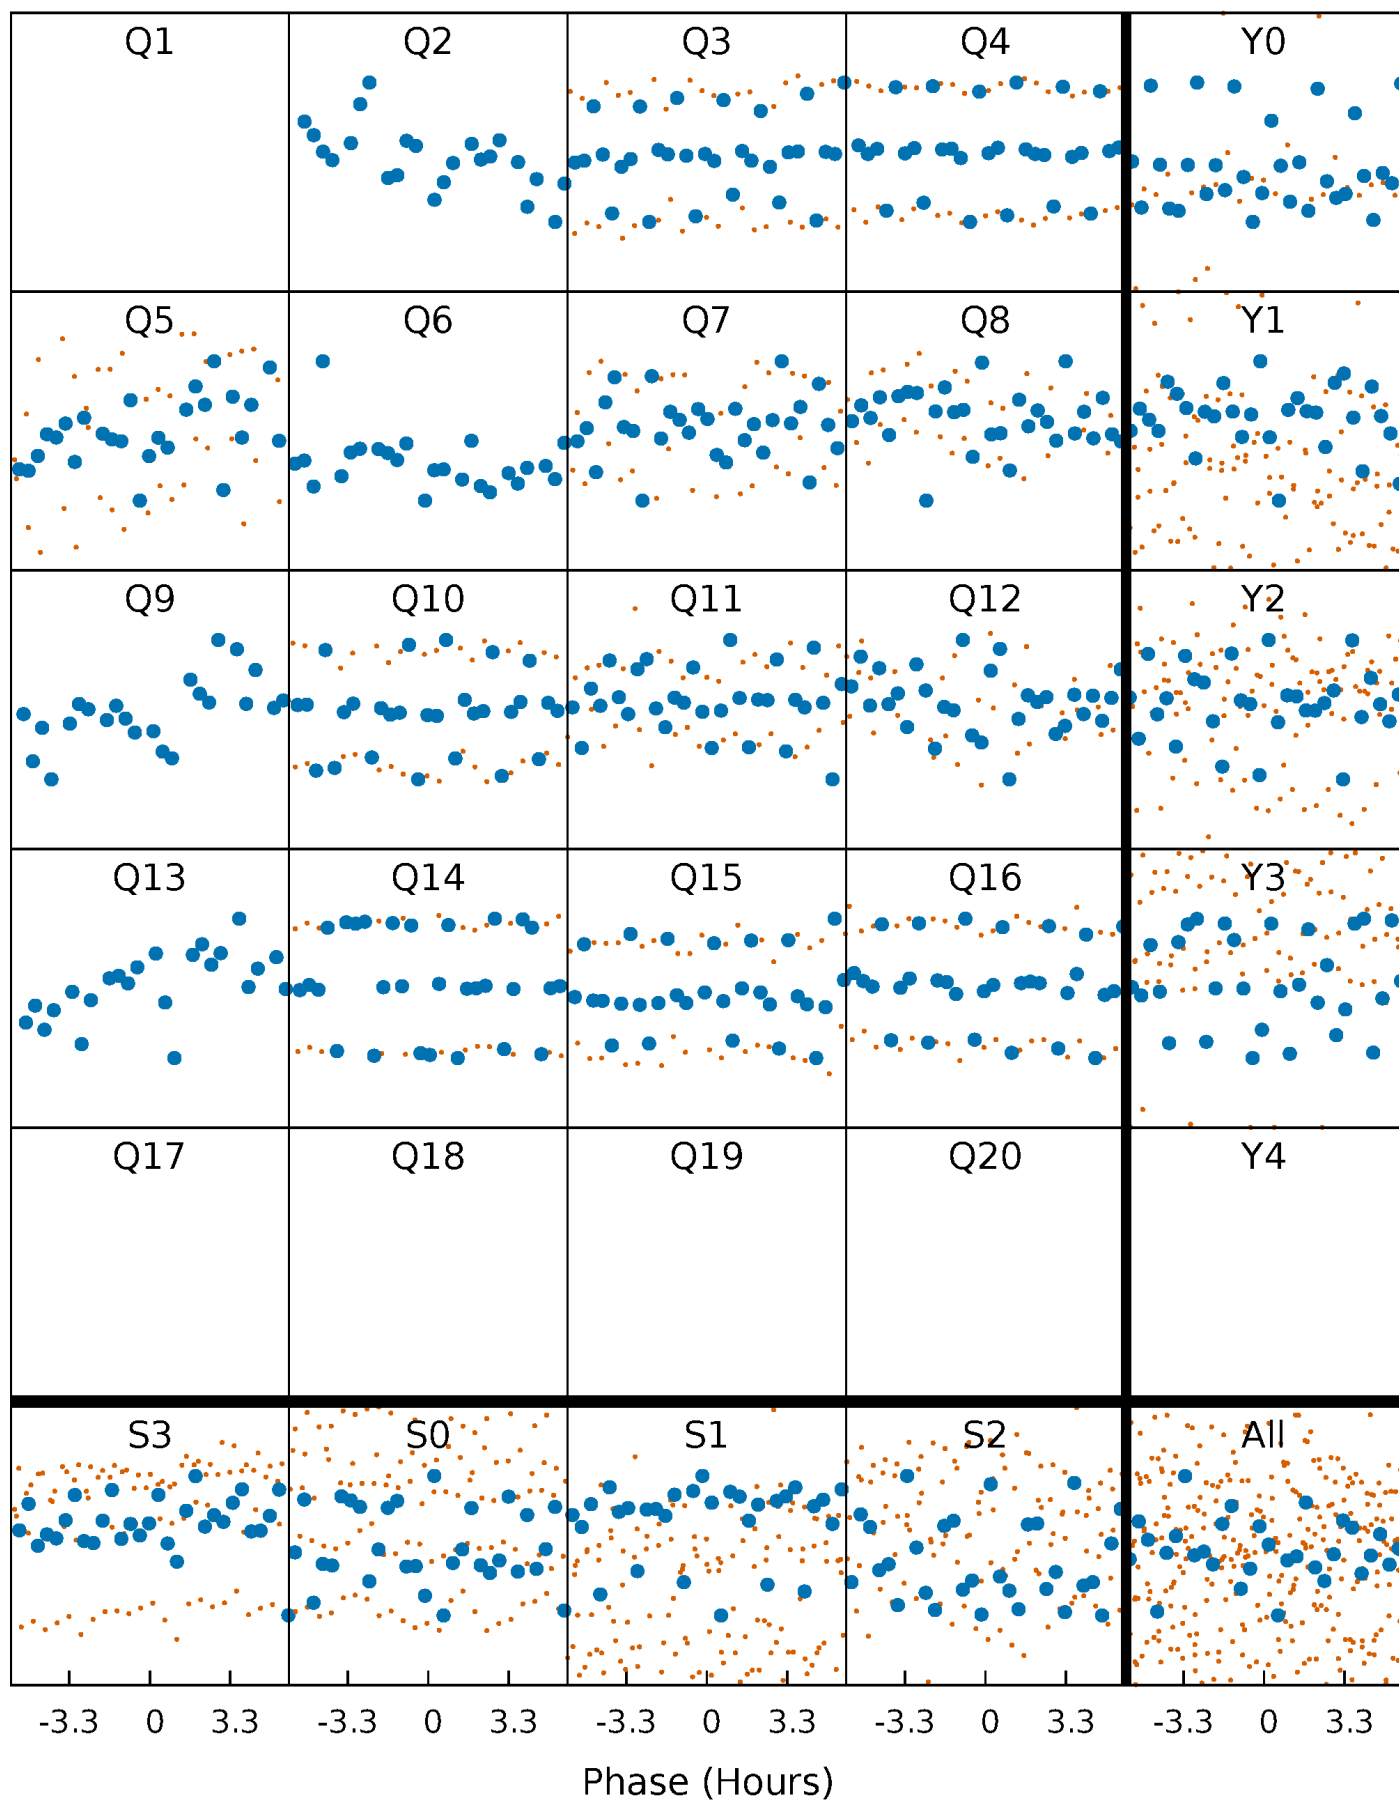 Q1 Q2 Q3 Q4 Y0
Q5 Q6 Q7 Q8 Y1
Q9 Q10 Q11 Q12 Y2
Q13 Q14 Q15 Q16 Y3
Q17 Q18 Q19 Q20 Y4
S3 S0 S1 S2 All
-3.3 0 3.3 -3.3 0 3.3 -3.3 0 3.3 -3.3 0 3.3 -3.3 0 3.3
Phase (Hours)